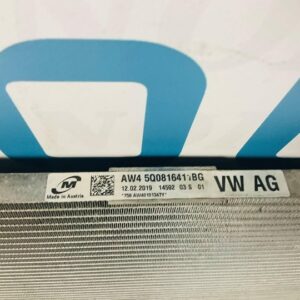 AW4 5Q0816411BG
12.02.2019 14592 03 S 01
Made in Austria
VW AG